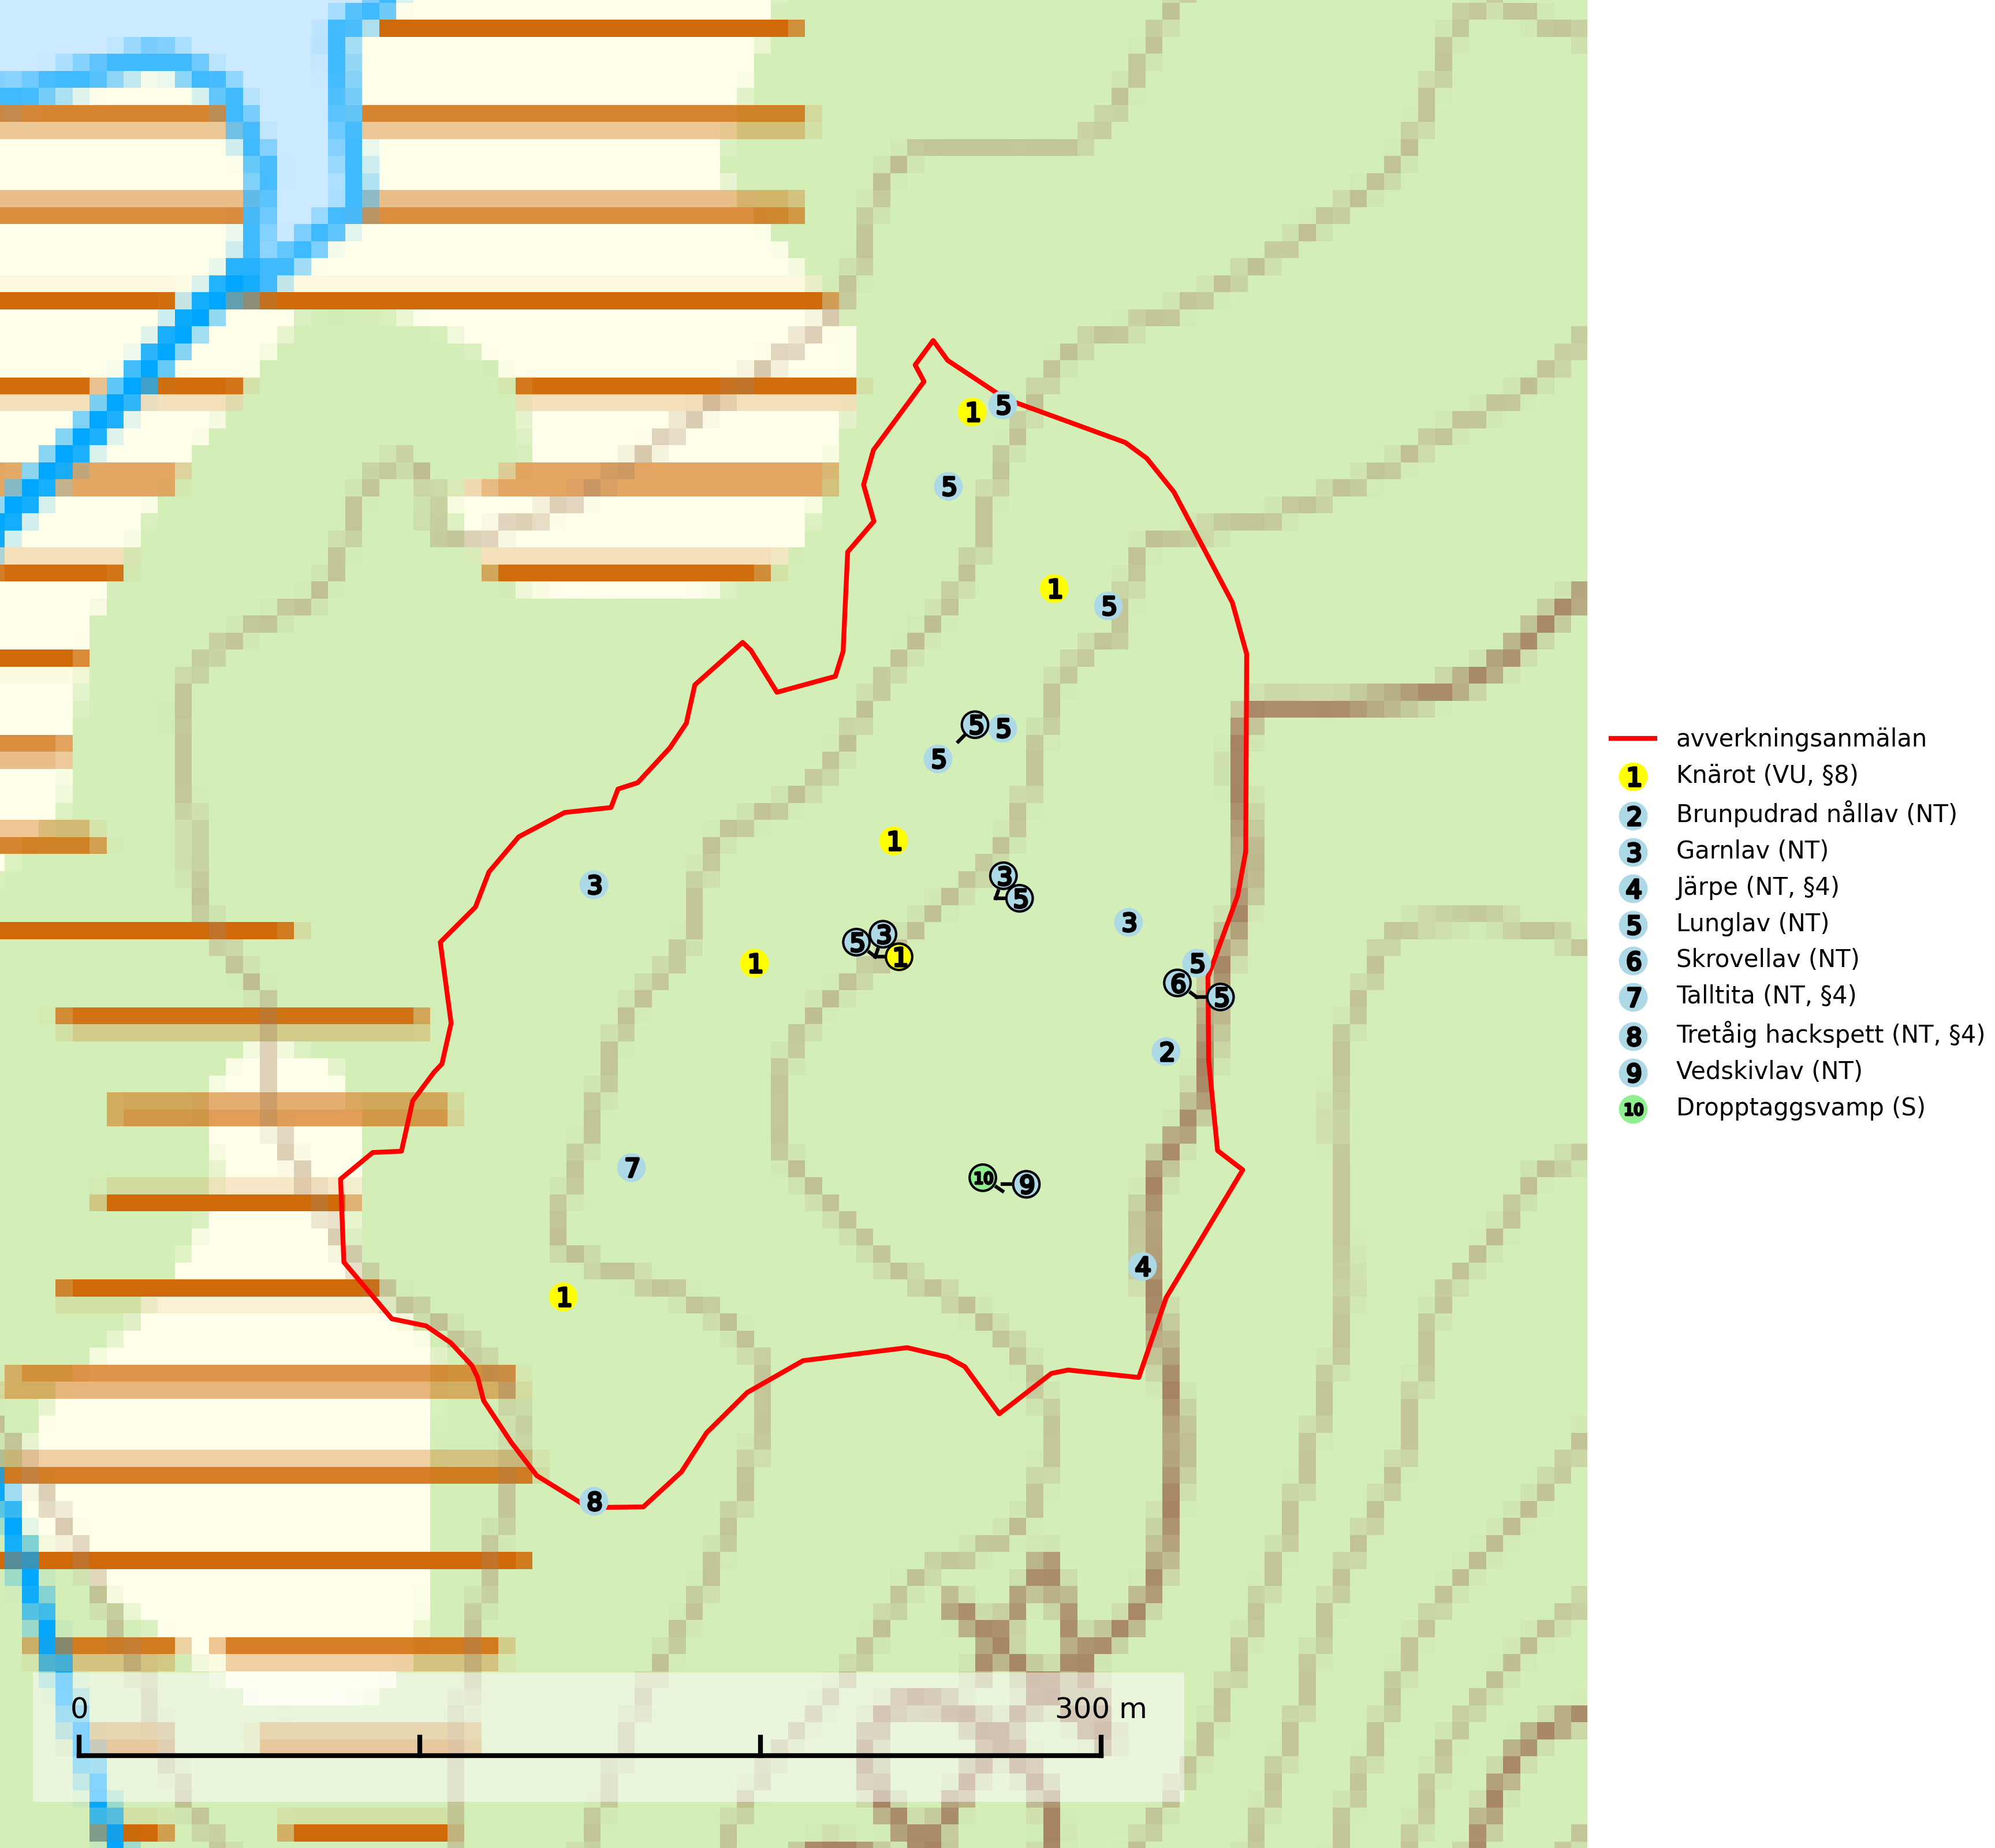 1 5
5
1
5
5 5
5
1
3
3
5
3
5 3 1
1
5
6 5
2
7
10 9
4
1
8
0 300 m
avverkningsanmälan
1 Knärot (VU, §8)
2 Brunpudrad nållav (NT)
3 Garnlav (NT)
4 Järpe (NT, §4)
5 Lunglav (NT)
6 Skrovellav (NT)
7 Talltita (NT, §4)
8 Tretåig hackspett (NT, §4)
9 Vedskivlav (NT)
10 Dropptaggsvamp (S)